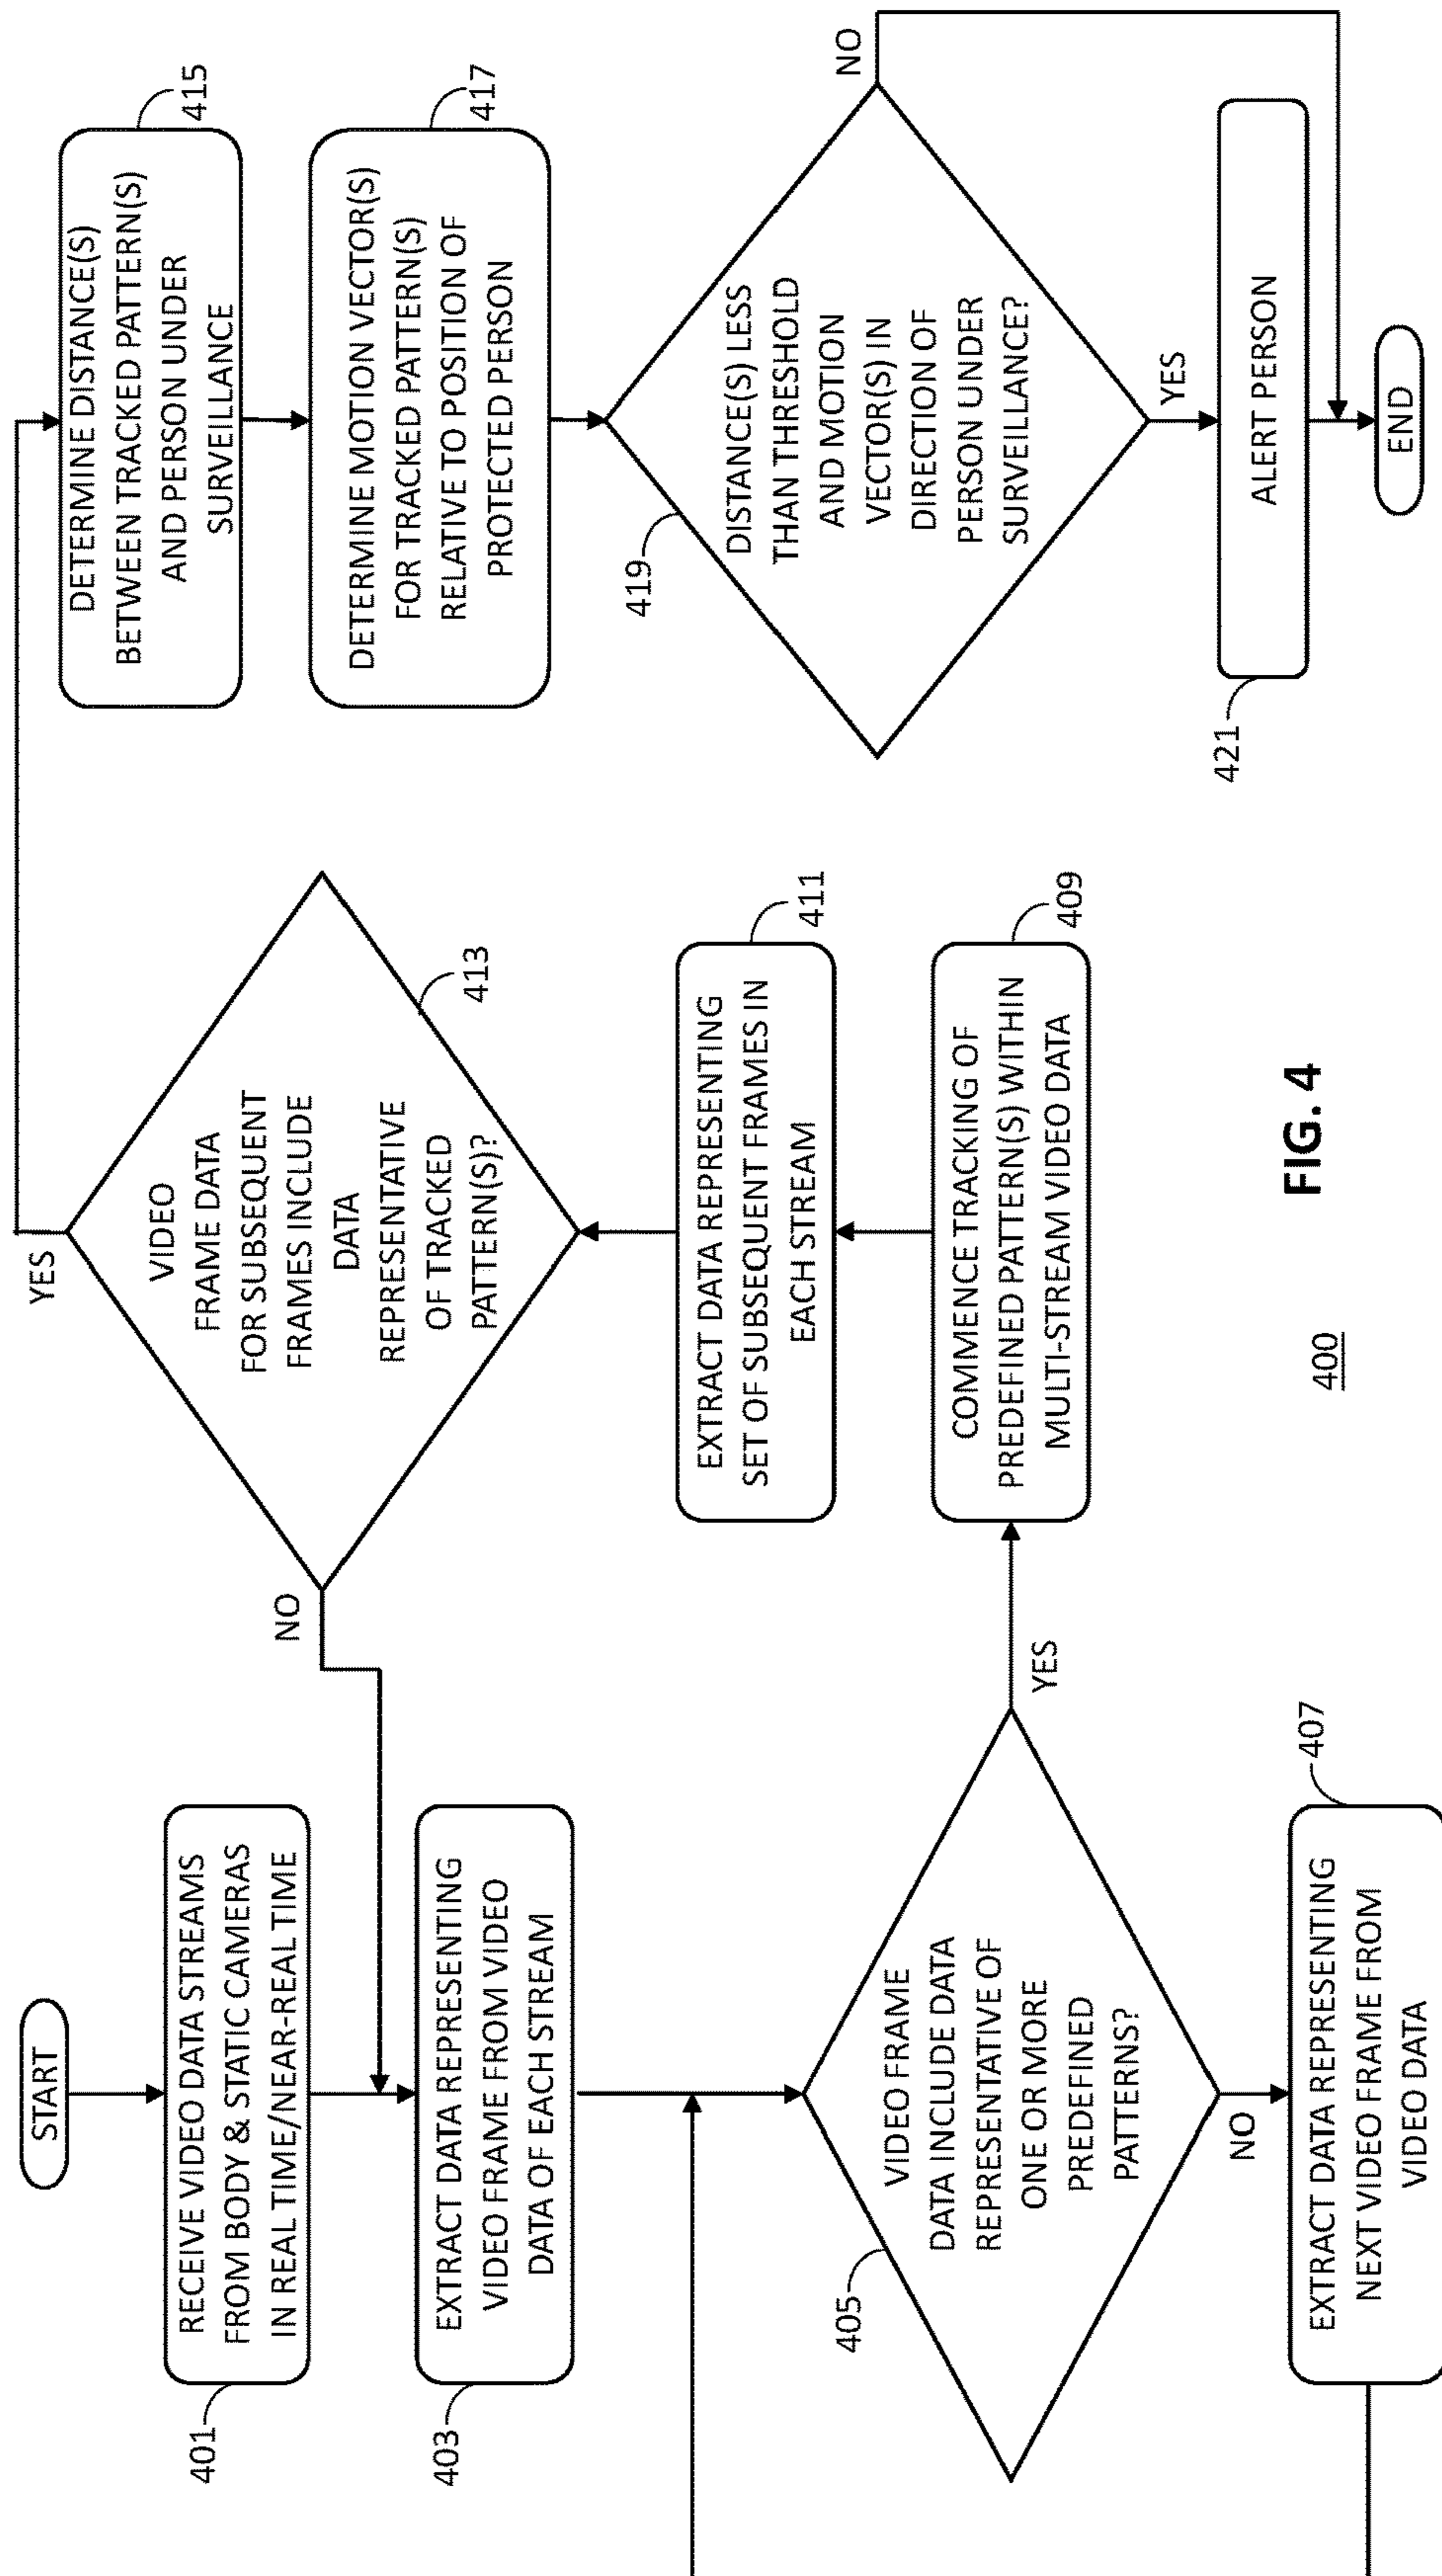 START
RECEIVE VIDEO DATA STREAMS
FROM BODY & STATIC CAMERAS
IN REAL TIME/NEAR-REAL TIME
401
EXTRACT DATA REPRESENTING
VIDEO FRAME FROM VIDEO
DATA OF EACH STREAM
403
VIDEO FRAME
DATA INCLUDE DATA
REPRESENTATIVE OF
ONE OR MORE
PREDEFINED
PATTERNS?
405
YES
NO
EXTRACT DATA REPRESENTING
NEXT VIDEO FRAME FROM
VIDEO DATA
407
COMMENCE TRACKING OF
PREDEFINED PATTERN(S) WITHIN
MULTI-STREAM VIDEO DATA
409
EXTRACT DATA REPRESENTING
SET OF SUBSEQUENT FRAMES IN
EACH STREAM
411
VIDEO
FRAME DATA
FOR SUBSEQUENT
FRAMES INCLUDE
DATA
REPRESENTATIVE
OF TRACKED
PATTERN(S)?
413
NO
YES
DETERMINE DISTANCE(S)
BETWEEN TRACKED PATTERN(S)
AND PERSON UNDER
SURVEILLANCE
415
DETERMINE MOTION VECTOR(S)
FOR TRACKED PATTERN(S)
RELATIVE TO POSITION OF
PROTECTED PERSON
417
DISTANCE(S) LESS
THAN THRESHOLD
AND MOTION
VECTOR(S) IN
DIRECTION OF
PERSON UNDER
SURVEILLANCE?
419
NO
YES
ALERT PERSON
421
END
400
FIG. 4